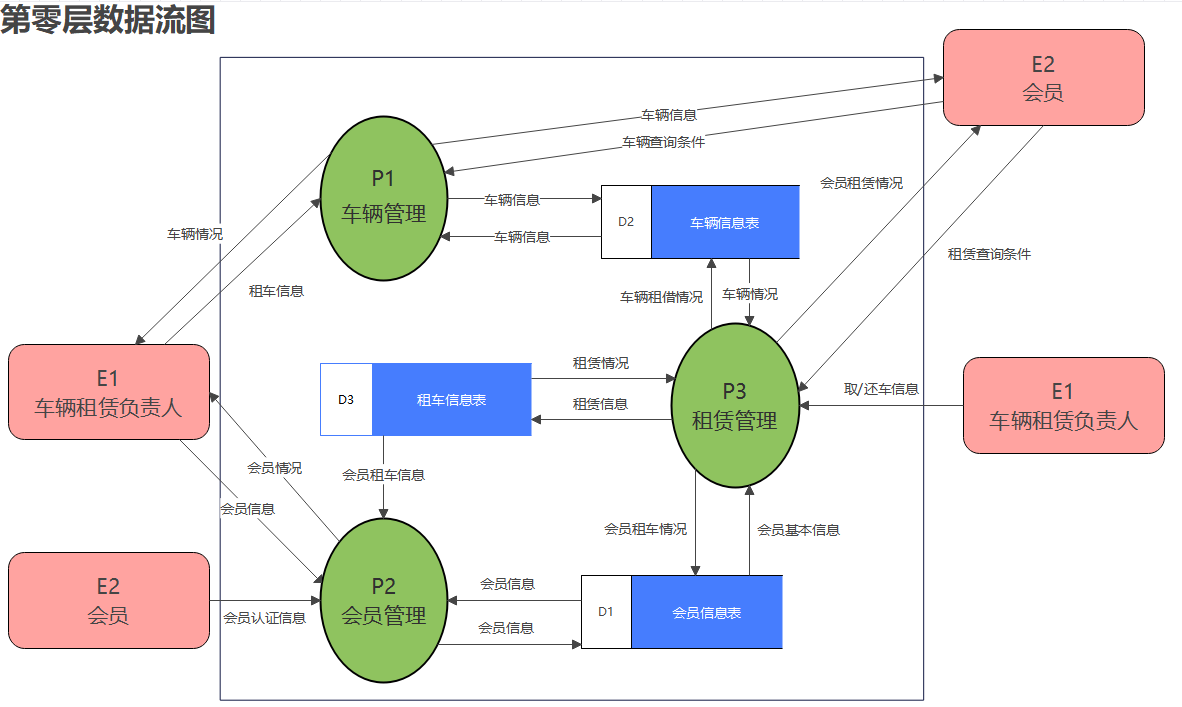 第零层数据流图
E2
会员
车辆信息
车辆查询条件
P1
车辆管理
会员租赁情况
车辆信息
D2
车辆信息表
车辆情况
车辆信息
租赁查询条件
租车信息
车辆租借情况
车辆情况
E1
车辆租赁负责人
D3
租车信息表
租赁情况
租赁信息
P3
租赁管理
取/还车信息
E1
车辆租赁负责人
会员情况
会员租车信息
会员信息
会员租车情况
会员基本信息
E2
会员
会员认证信息
P2
会员管理
会员信息
会员信息
D1
会员信息表